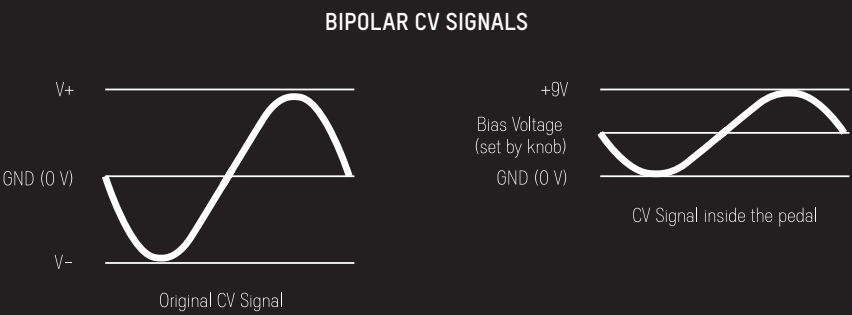 BIPOLAR CV SIGNALS
V+
GND (0 V)
V-
Original CV Signal
+9V
Bias Voltage
(set by knob)
GND (0 V)
CV Signal inside the pedal